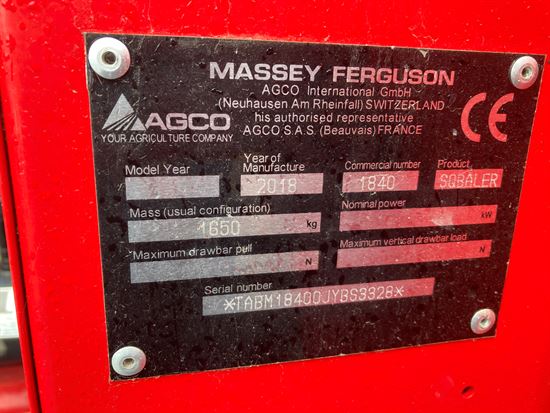 MASSEY FERGUSON
AGCO International GmbH
(Neuhausen Am Rheinfall) SWITZERLAND
his authorised representative
AGCO S.A.S. (Beauvais) FRANCE
CE
AGCO
YOUR AGRICULTURE COMPANY
Model Year
Year of Manufacture 2018
Commercial number 1840
Product SQBALER
Mass (usual configuration) 1650 kg
Nominal power kW
Maximum drawbar pull N
Maximum vertical drawbar load N
Serial number
*TABM18400JYBS3328*